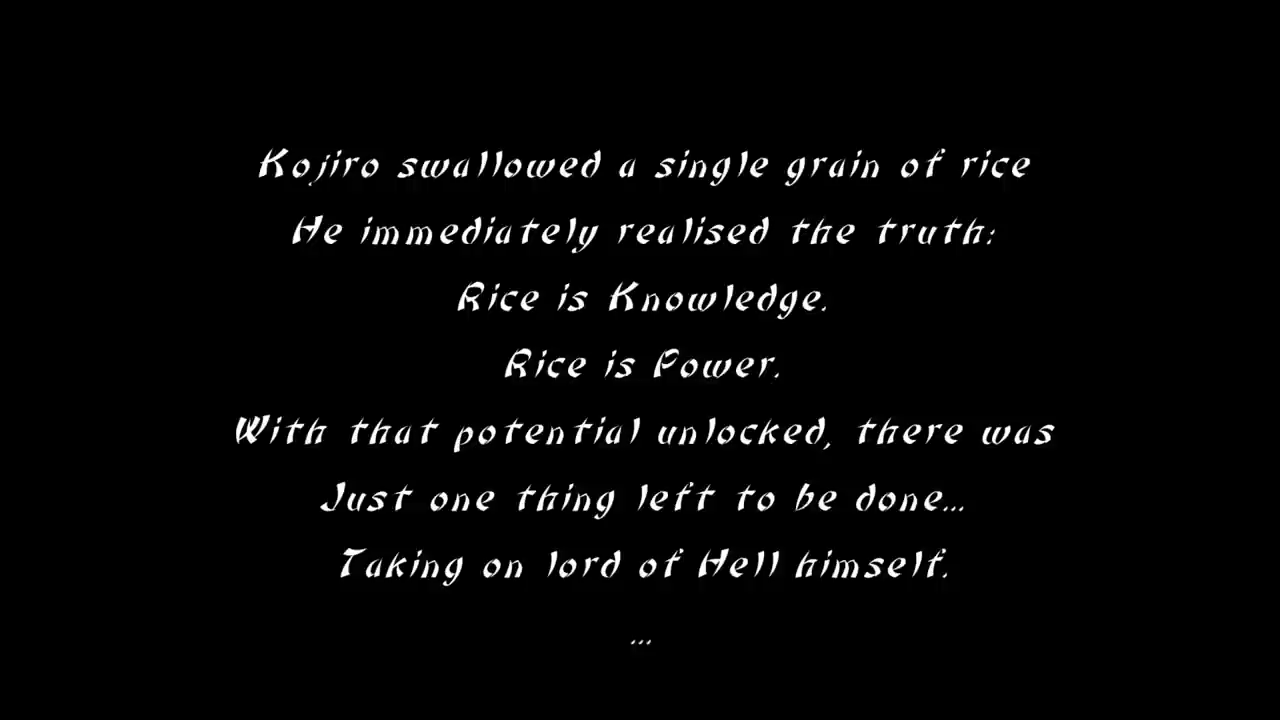 Kojiro swallowed a single grain of rice
He immediately realised the truth:
Rice is Knowledge.
Rice is Power.
With that potential unlocked, there was
Just one thing left to be done...
Taking on lord of Hell himself.
...